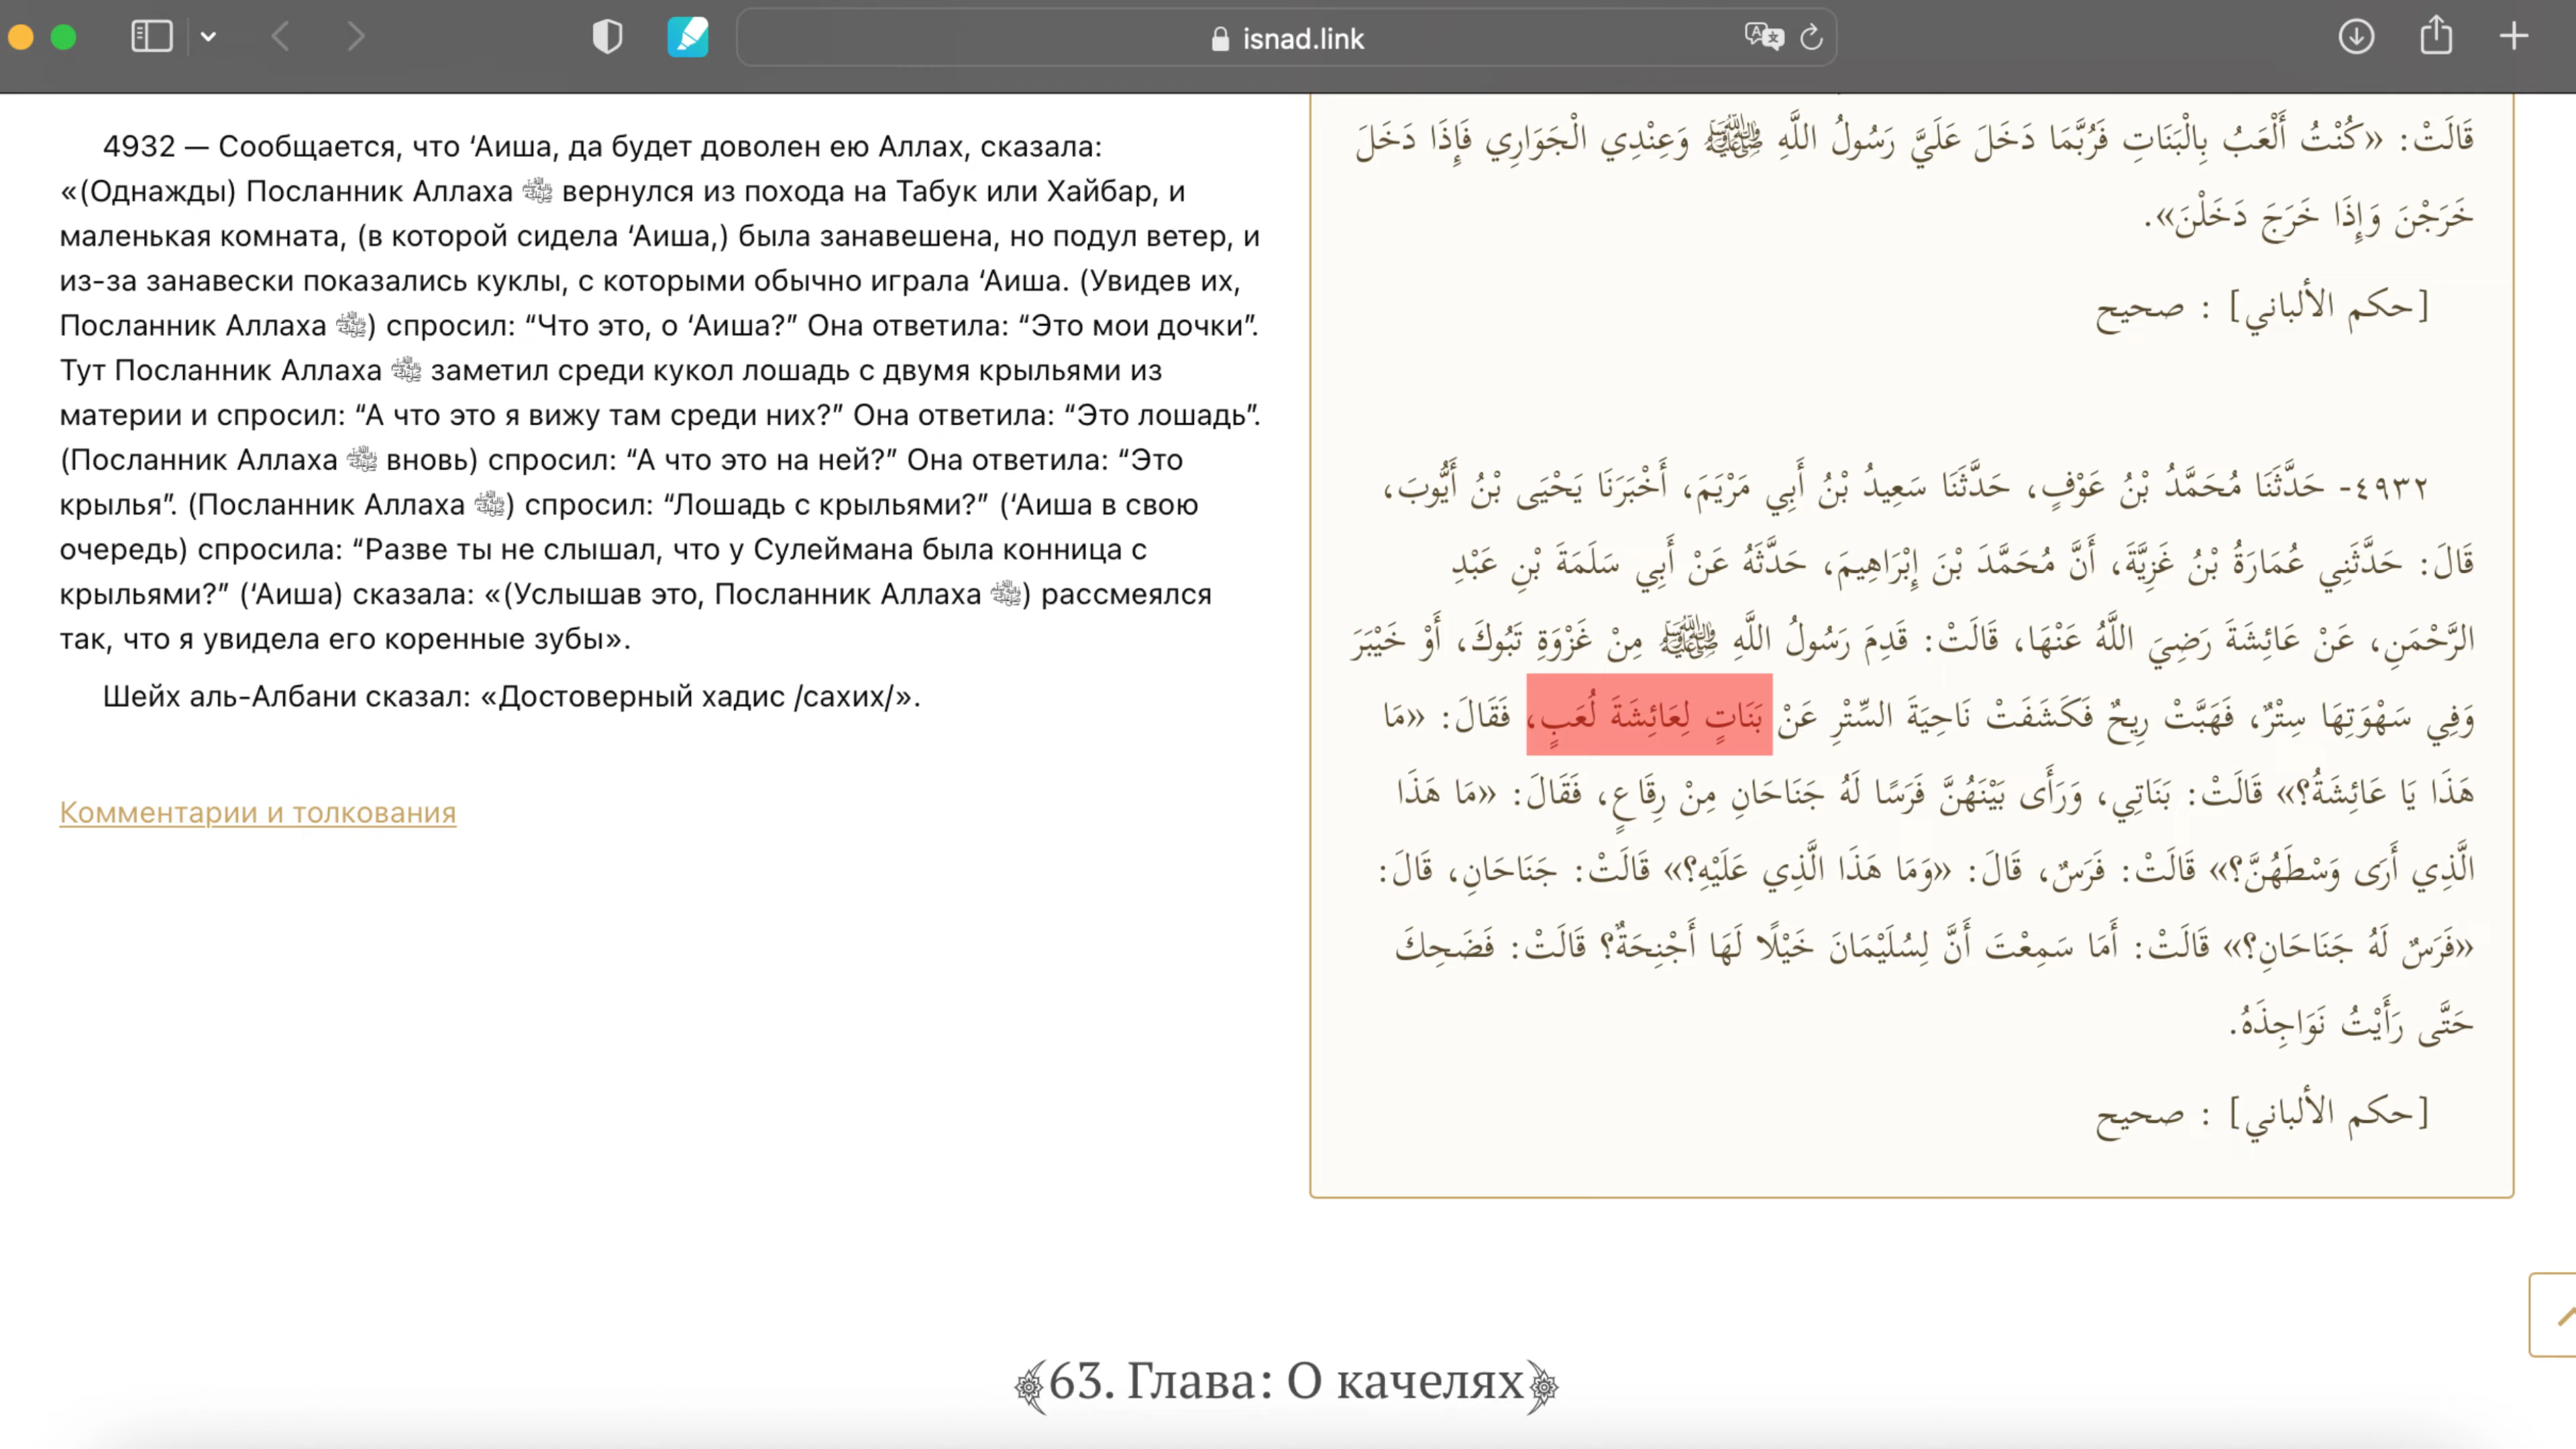 isnad.link
4932 — Сообщается, что ‘Аиша, да будет доволен ею Аллах, сказала:
«(Однажды) Посланник Аллаха ﷺ вернулся из похода на Табук или Хайбар, и
маленькая комната, (в которой сидела ‘Аиша,) была занавешена, но подул ветер, и
из-за занавески показались куклы, с которыми обычно играла ‘Аиша. (Увидев их,
Посланник Аллаха ﷺ) спросил: “Что это, о ‘Аиша?” Она ответила: “Это мои дочки”.
Тут Посланник Аллаха ﷺ заметил среди кукол лошадь с двумя крыльями из
материи и спросил: “А что это я вижу там среди них?” Она ответила: “Это лошадь”.
(Посланник Аллаха ﷺ вновь) спросил: “А что это на ней?” Она ответила: “Это
крылья”. (Посланник Аллаха ﷺ) спросил: “Лошадь с крыльями?” (‘Аиша в свою
очередь) спросила: “Разве ты не слышал, что у Сулеймана была конница с
крыльями?” (‘Аиша) сказала: «(Услышав это, Посланник Аллаха ﷺ) рассмеялся
так, что я увидела его коренные зубы».
Шейх аль-Албани сказал: «Достоверный хадис /сахих/».
Комментарии и толкования
قَالَتْ: «كُنْتُ أَلْعَبُ بِالْبَنَاتِ فَرُبَّمَا دَخَلَ عَلَيَّ رَسُولُ اللَّهِ ﷺ وَعِنْدِي الْجَوَارِي فَإِذَا دَخَلَ
خَرَجْنَ وَإِذَا خَرَجَ دَخَلْنَ».
[حكم الألباني] : صحيح
٤٩٣٢- حَدَّثَنَا مُحَمَّدُ بْنُ عَوْفٍ، حَدَّثَنَا سَعِيدُ بْنُ أَبِي مَرْيَمَ، أَخْبَرَنَا يَحْيَى بْنُ أَيُّوبَ،
قَالَ: حَدَّثَنِي عُمَارَةُ بْنُ غَزِيَّةَ، أَنَّ مُحَمَّدَ بْنَ إِبْرَاهِيمَ، حَدَّثَهُ عَنْ أَبِي سَلَمَةَ بْنِ عَبْدِ
الرَّحْمَنِ، عَنْ عَائِشَةَ رَضِيَ اللَّهُ عَنْهَا، قَالَتْ: قَدِمَ رَسُولُ اللَّهِ ﷺ مِنْ غَزْوَةِ تَبُوكَ، أَوْ خَيْبَرَ
وَفِي سَهْوَتِهَا سِتْرٌ، فَهَبَّتْ رِيحٌ فَكَشَفَتْ نَاحِيَةَ السِّتْرِ عَنْ بَنَاتٍ لِعَائِشَةَ لُعَبٍ، فَقَالَ: «مَا
هَذَا يَا عَائِشَةُ؟» قَالَتْ: بَنَاتِي، وَرَأَى بَيْنَهُنَّ فَرَسًا لَهُ جَنَاحَانِ مِنْ رِقَاعٍ، فَقَالَ: «مَا هَذَا
الَّذِي أَرَى وَسْطَهُنَّ؟» قَالَتْ: فَرَسٌ، قَالَ: «وَمَا هَذَا الَّذِي عَلَيْهِ؟» قَالَتْ: جَنَاحَانِ، قَالَ:
«فَرَسٌ لَهُ جَنَاحَانِ؟» قَالَتْ: أَمَا سَمِعْتَ أَنَّ لِسُلَيْمَانَ خَيْلًا لَهَا أَجْنِحَةٌ؟ قَالَتْ: فَضَحِكَ
حَتَّى رَأَيْتُ نَوَاجِذَهُ.
[حكم الألباني] : صحيح
63. Глава: О качелях